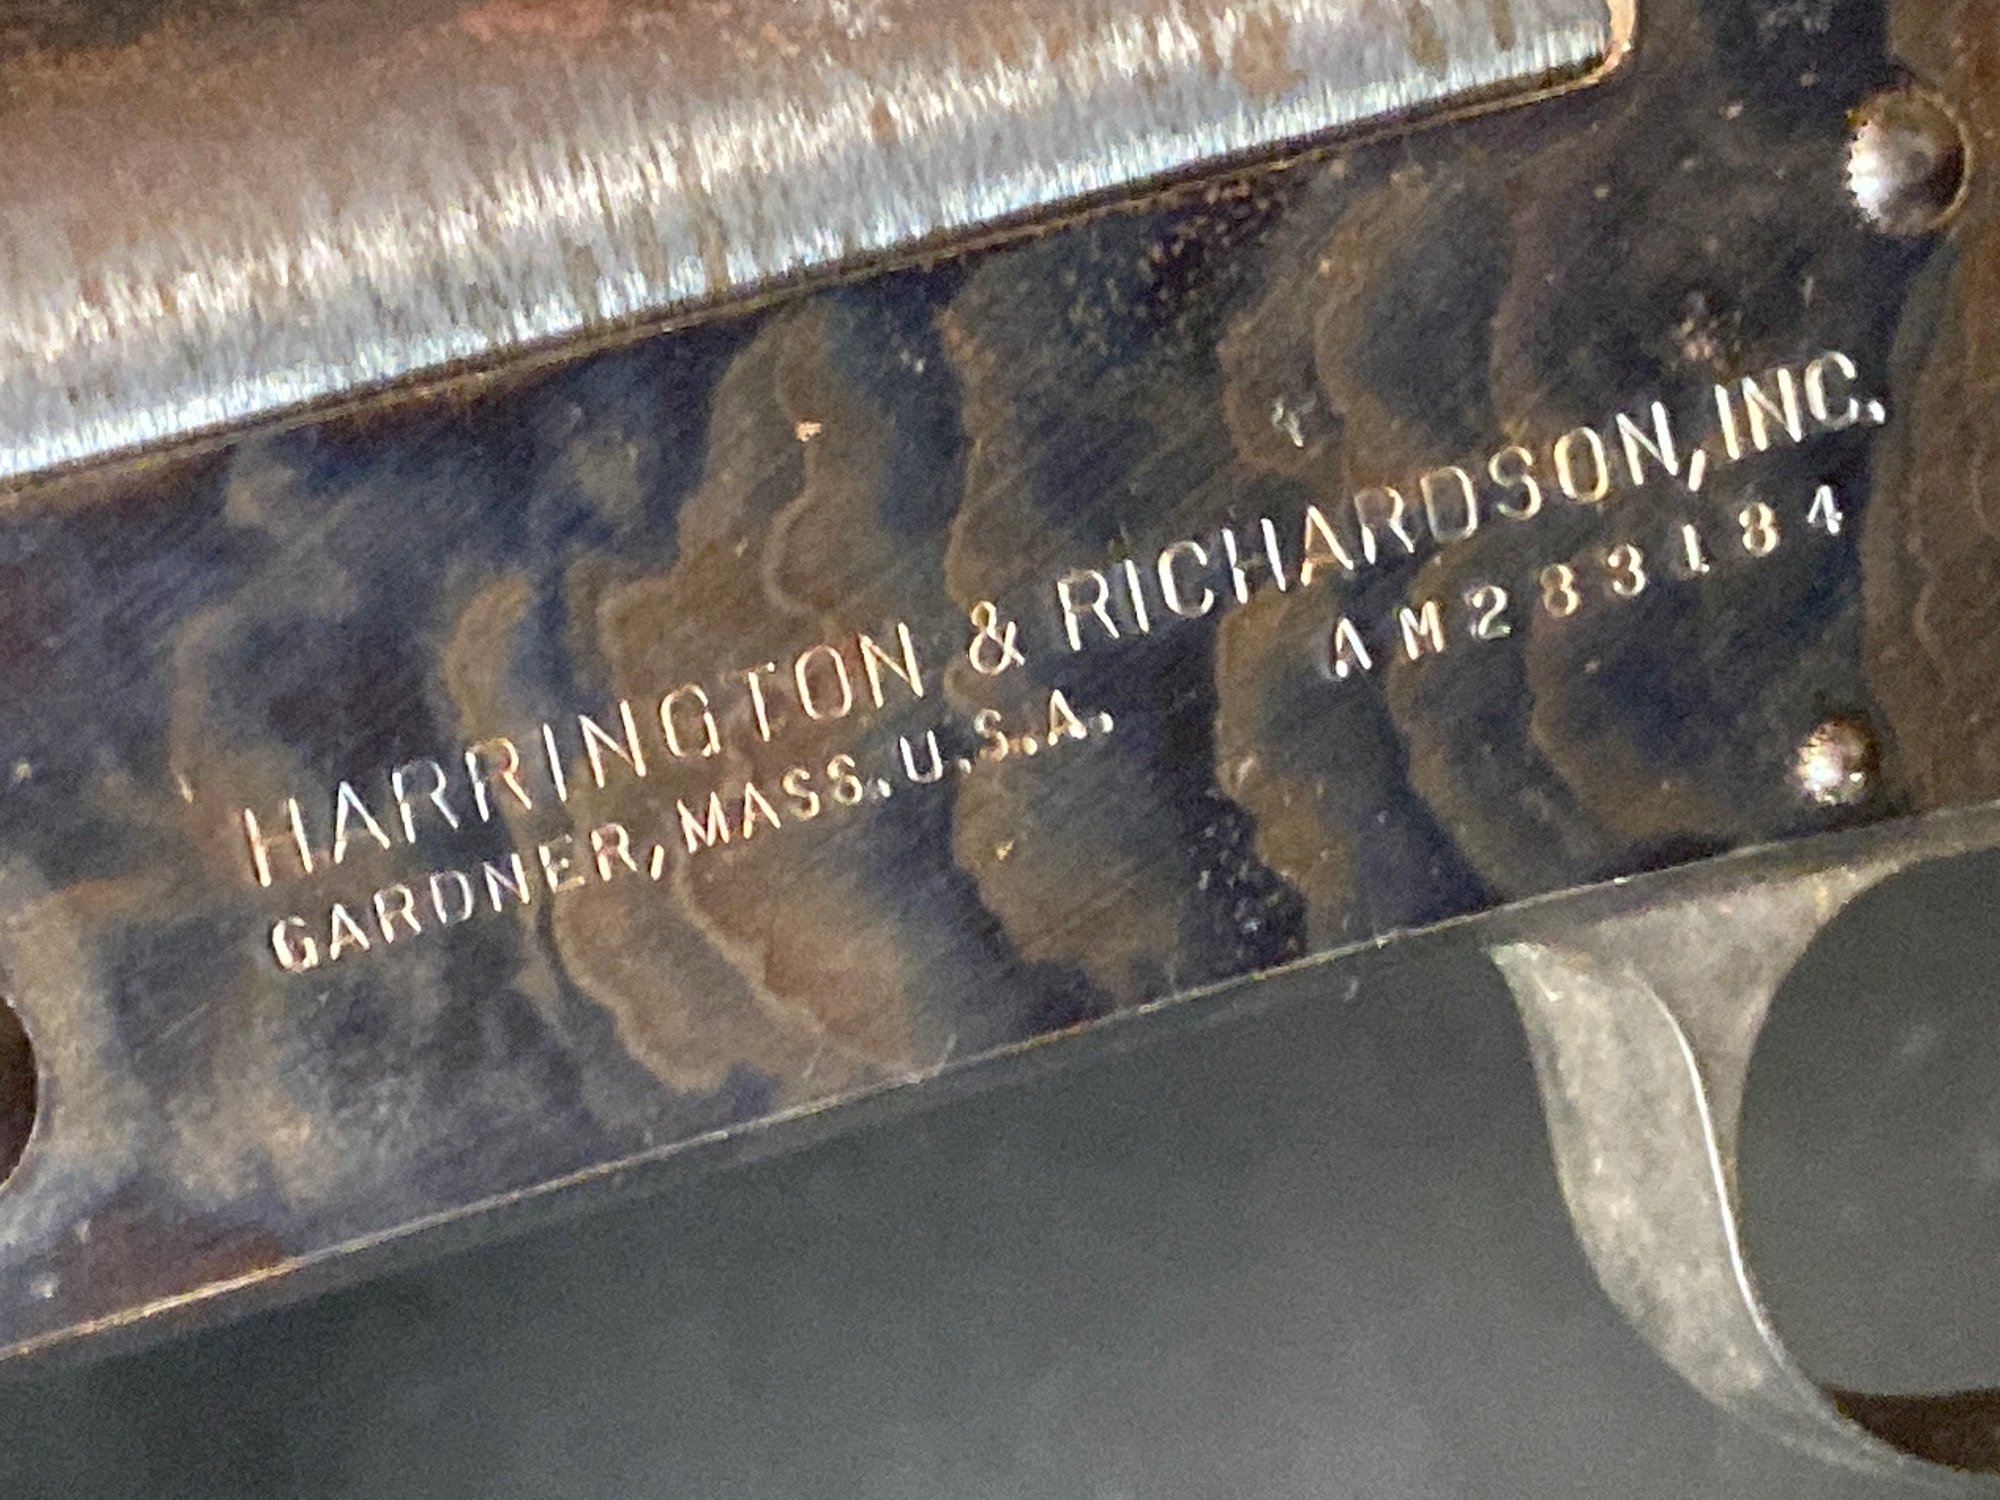 HARRINGTON & RICHARDSON, INC.
GARDNER, MASS. U.S.A.
AM283184